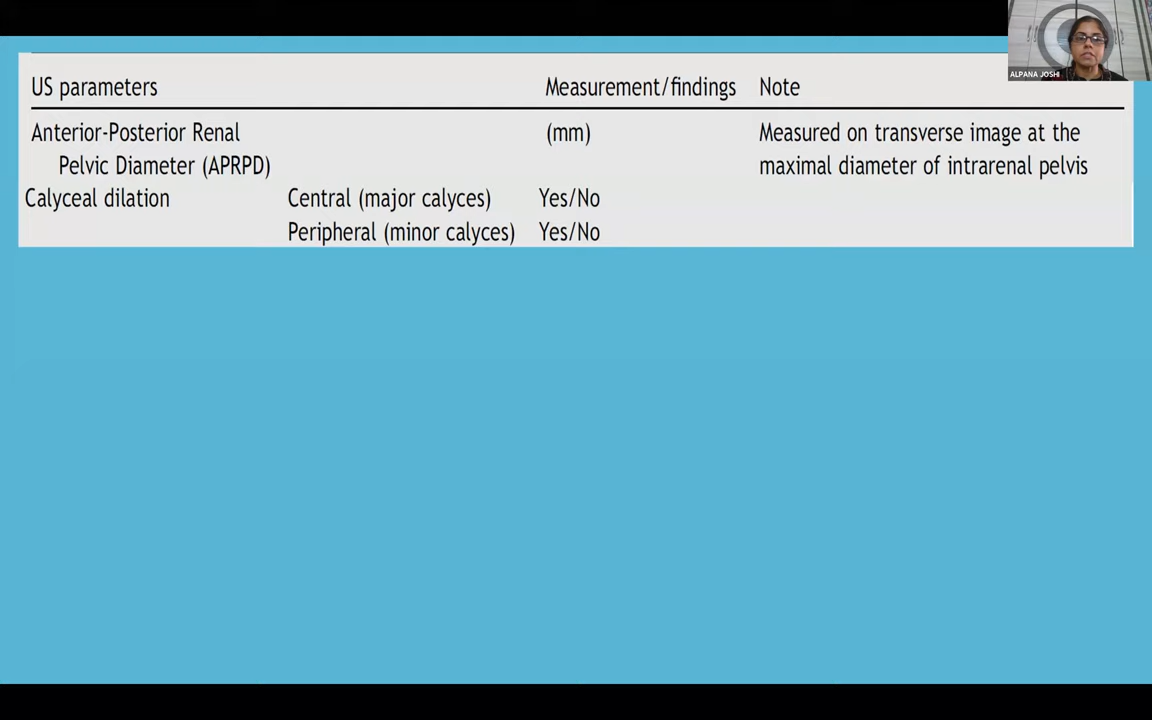 ALPANA JOSHI
US parameters Measurement/findings Note
Anterior-Posterior Renal (mm) Measured on transverse image at the
Pelvic Diameter (APRPD) maximal diameter of intrarenal pelvis
Calyceal dilation Central (major calyces) Yes/No
Peripheral (minor calyces) Yes/No